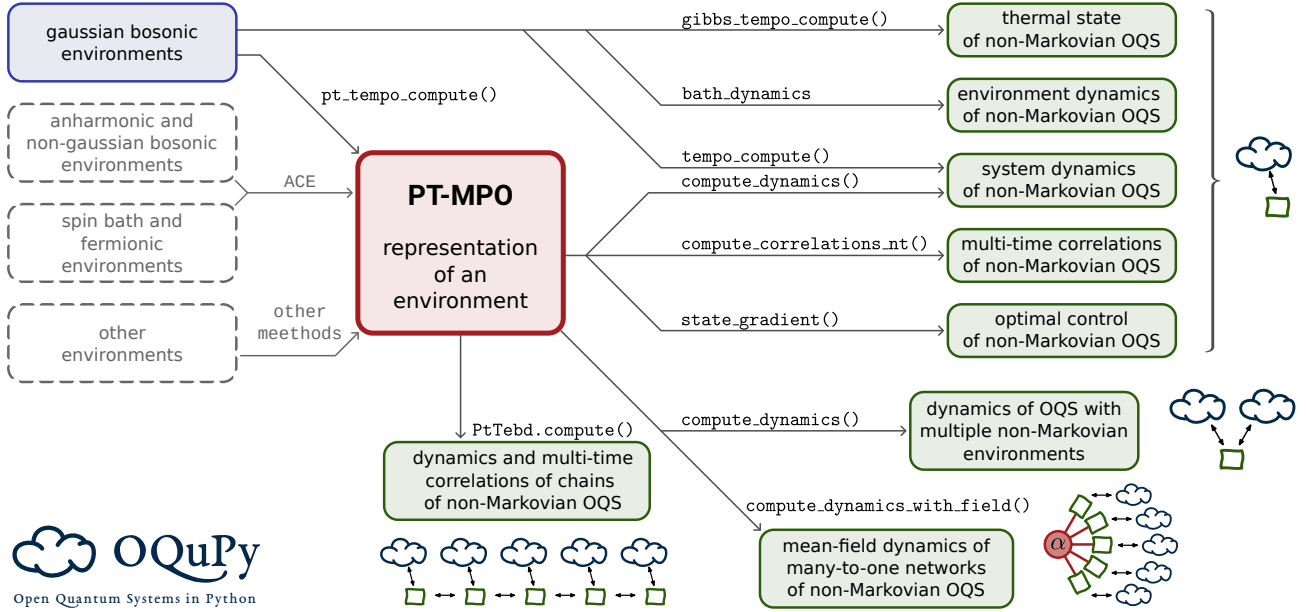 gaussian bosonic
environments
anharmonic and
non-gaussian bosonic
environments
spin bath and
fermionic
environments
other
environments
pt_tempo_compute()
ACE
other
meethods
PT-MPO
representation
of an
environment
gibbs_tempo_compute()
bath_dynamics
tempo_compute()
compute_dynamics()
compute_correlations_nt()
state_gradient()
thermal state
of non-Markovian OQS
environment dynamics
of non-Markovian OQS
system dynamics
of non-Markovian OQS
multi-time correlations
of non-Markovian OQS
optimal control
of non-Markovian OQS
compute_dynamics()
dynamics of OQS with
multiple non-Markovian
environments
PtTebd.compute()
dynamics and multi-time
correlations of chains
of non-Markovian OQS
compute_dynamics_with_field()
mean-field dynamics of
many-to-one networks
of non-Markovian OQS
α
OQuPy
Open Quantum Systems in Python